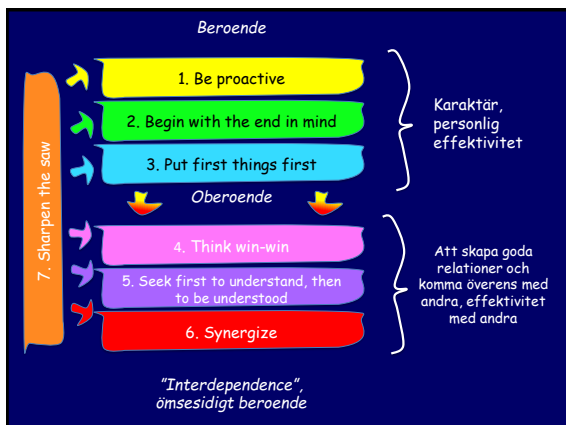 Beroende
1. Be proactive
2. Begin with the end in mind
3. Put first things first
Karaktär,
personlig
effektivitet
7. Sharpen the saw
Oberoende
4. Think win-win
5. Seek first to understand, then
to be understood
6. Synergize
Att skapa goda
relationer och
komma överens med
andra, effektivitet
med andra
”Interdependence”,
ömsesidigt beroende